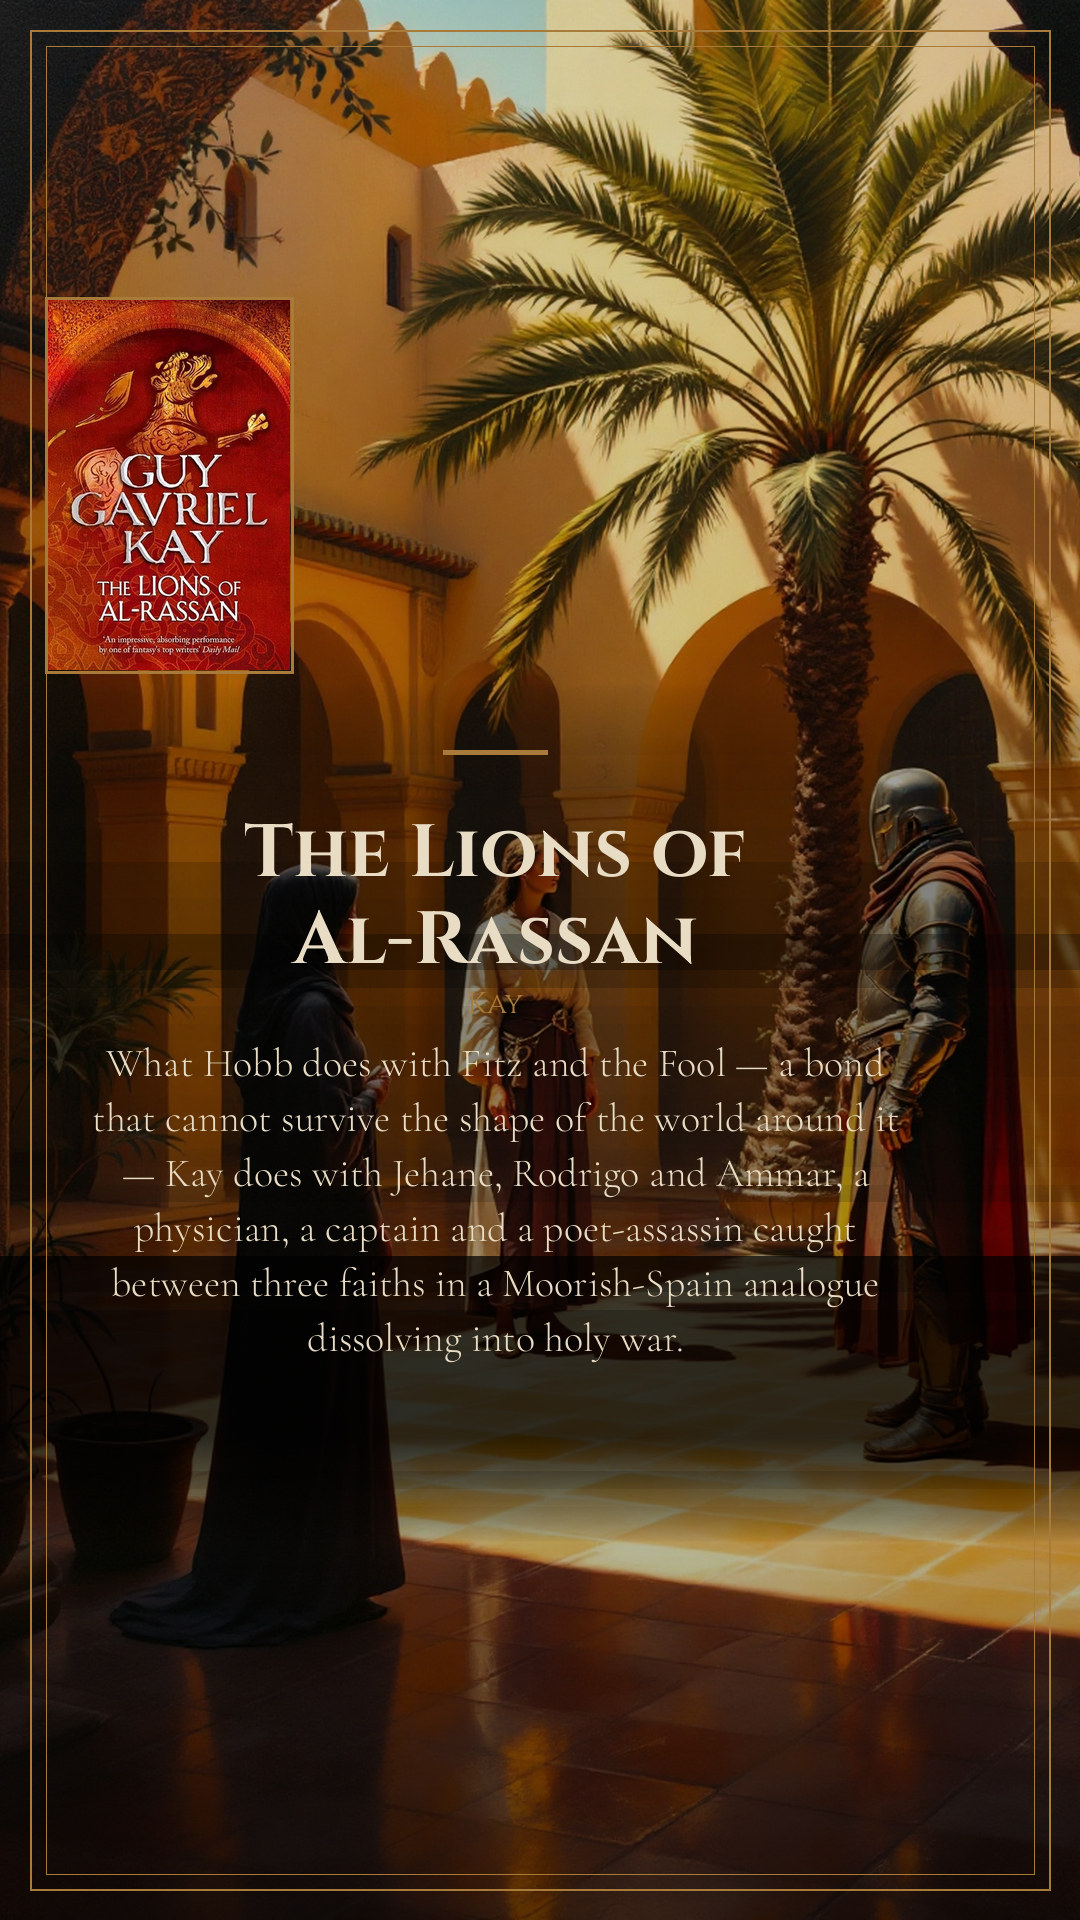 GUY
GAVRIEL
KAY
THE LIONS OF
AL-RASSAN
'An impressive, absorbing performance
by one of fantasy's top writers' Daily Mail
The Lions of
Al-Rassan
Kay
What Hobb does with Fitz and the Fool — a bond
that cannot survive the shape of the world around it
— Kay does with Jehane, Rodrigo and Ammar, a
physician, a captain and a poet-assassin caught
between three faiths in a Moorish-Spain analogue
dissolving into holy war.